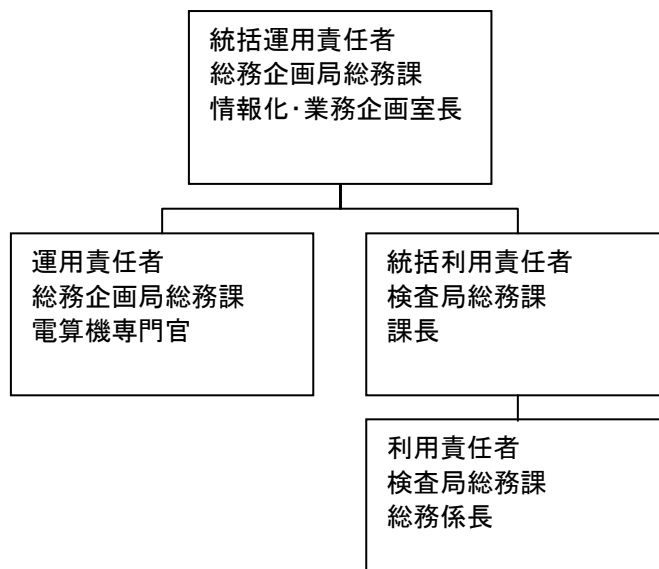 統括運用責任者
総務企画局総務課
情報化・業務企画室長
運用責任者
総務企画局総務課
電算機専門官
統括利用責任者
検査局総務課
課長
利用責任者
検査局総務課
総務係長